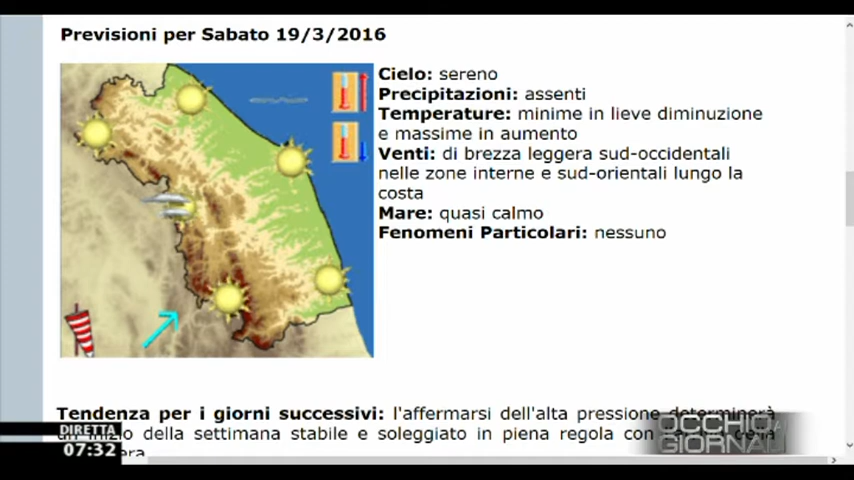 Previsioni per Sabato 19/3/2016
Cielo: sereno
Precipitazioni: assenti
Temperature: minime in lieve diminuzione
e massime in aumento
Venti: di brezza leggera sud-occidentali
nelle zone interne e sud-orientali lungo la
costa
Mare: quasi calmo
Fenomeni Particolari: nessuno
Tendenza per i giorni successivi: l'affermarsi dell'alta pressione determinerà
un inizio della settimana stabile e soleggiato in piena regola con
DIRETTA
07:32
OCCHIO
GIORNALI